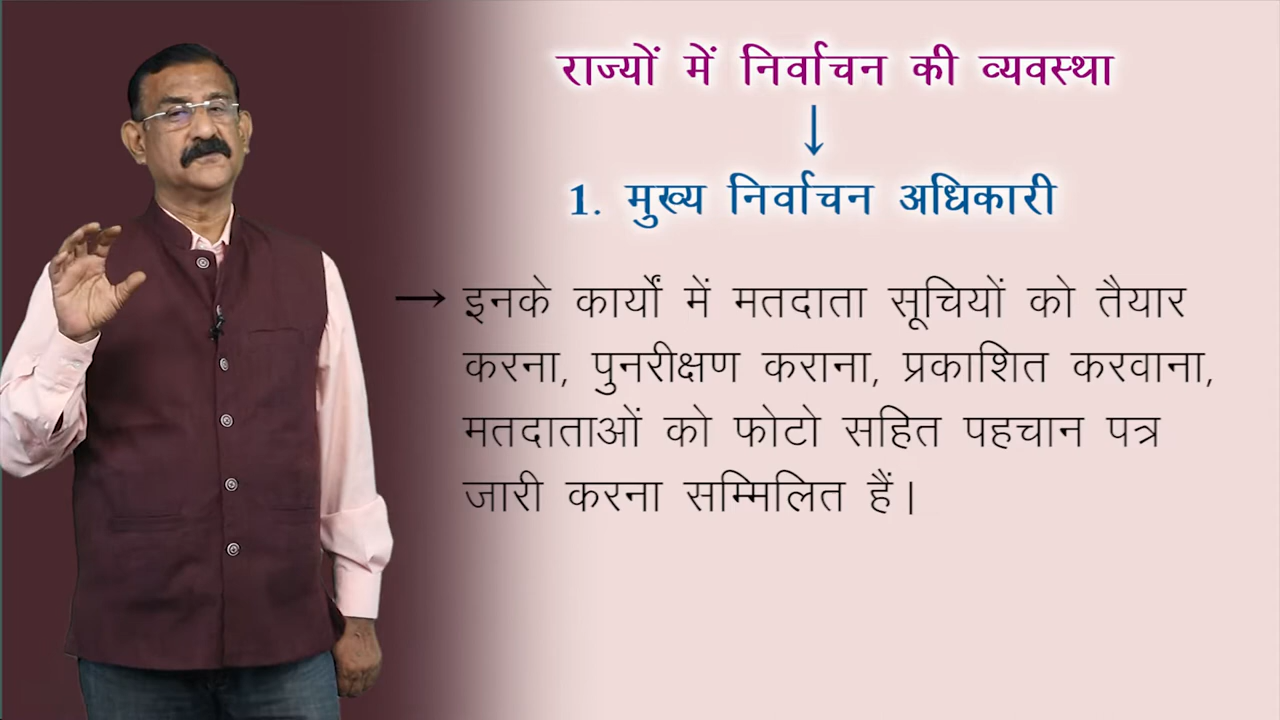 राज्यों में निर्वाचन की व्यवस्था
↓
1. मुख्य निर्वाचन अधिकारी
→ इनके कार्यों में मतदाता सूचियों को तैयार
करना, पुनरीक्षण कराना, प्रकाशित करवाना,
मतदाताओं को फोटो सहित पहचान पत्र
जारी करना सम्मिलित हैं।